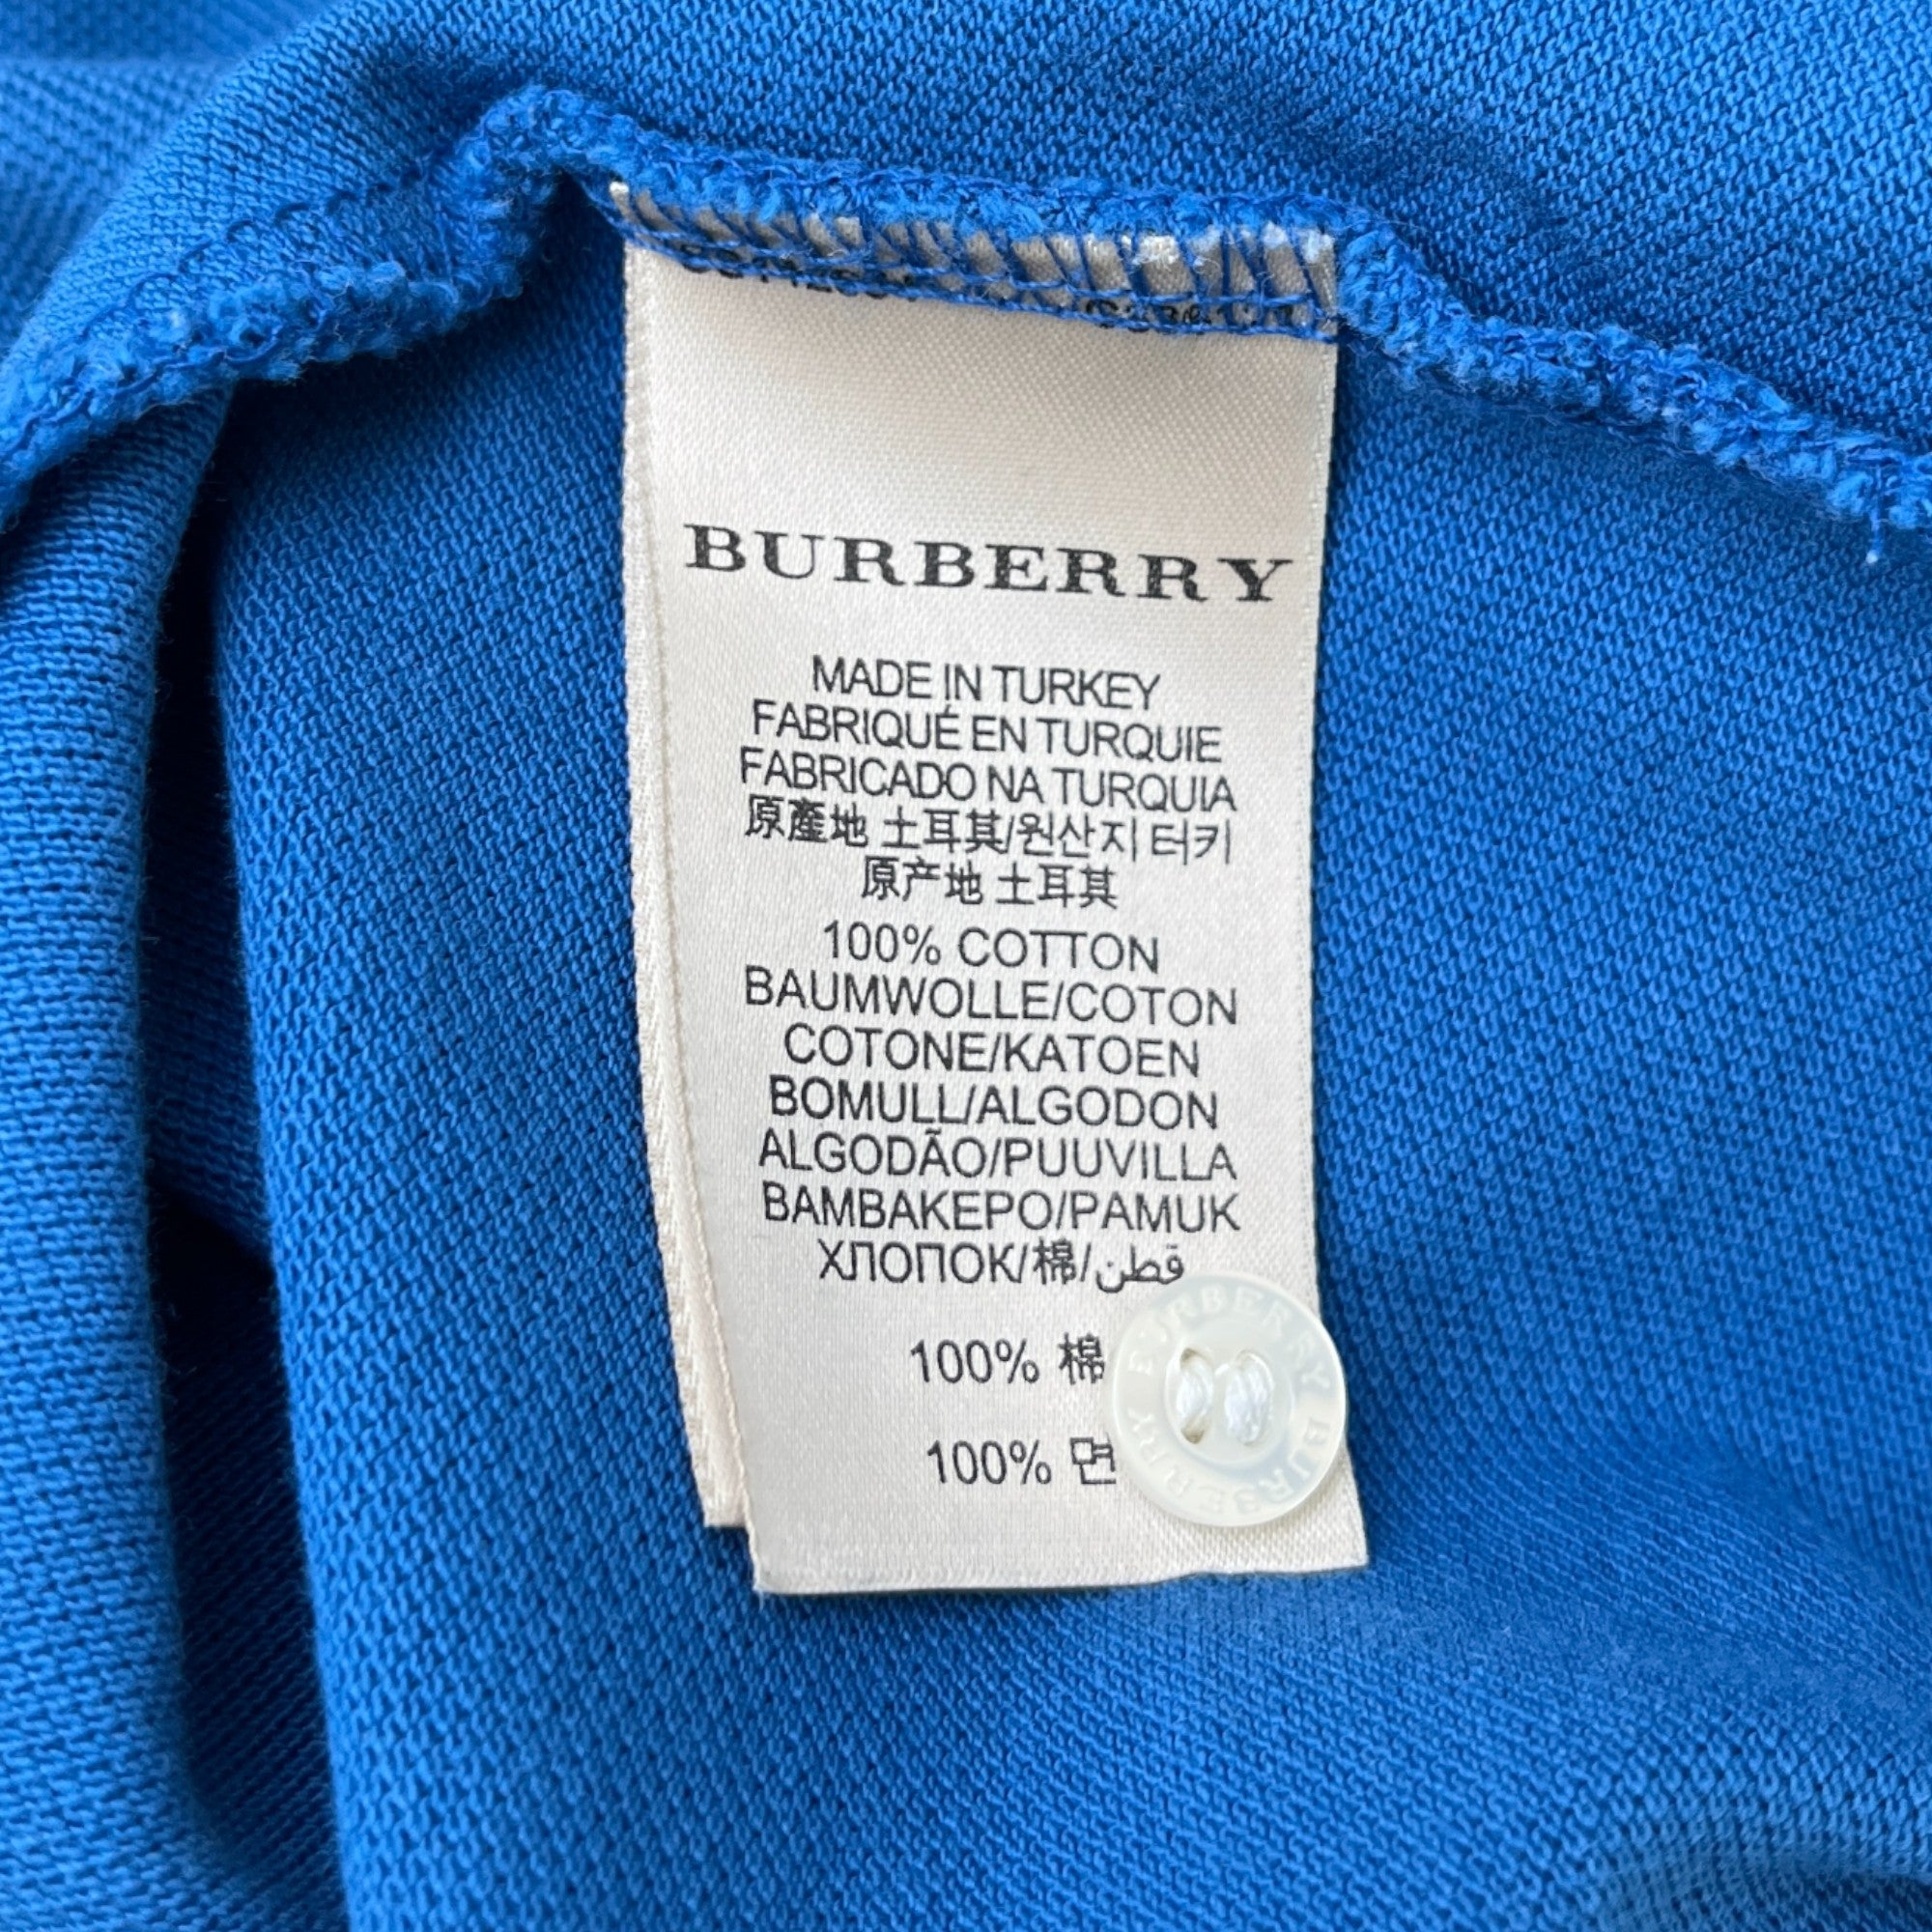 BURBERRY
MADE IN TURKEY
FABRIQUÉ EN TURQUIE
FABRICADO NA TURQUIA
原產地 土耳其/원산지 터키
原产地 土耳其
100% COTTON
BAUMWOLLE/COTON
COTONE/KATOEN
BOMULL/ALGODON
ALGODÃO/PUUVILLA
BAMBAKEPO/PAMUK
ХЛОПОК/棉/قطن
100% 棉
100% 면
BURBERRY BURBERRY